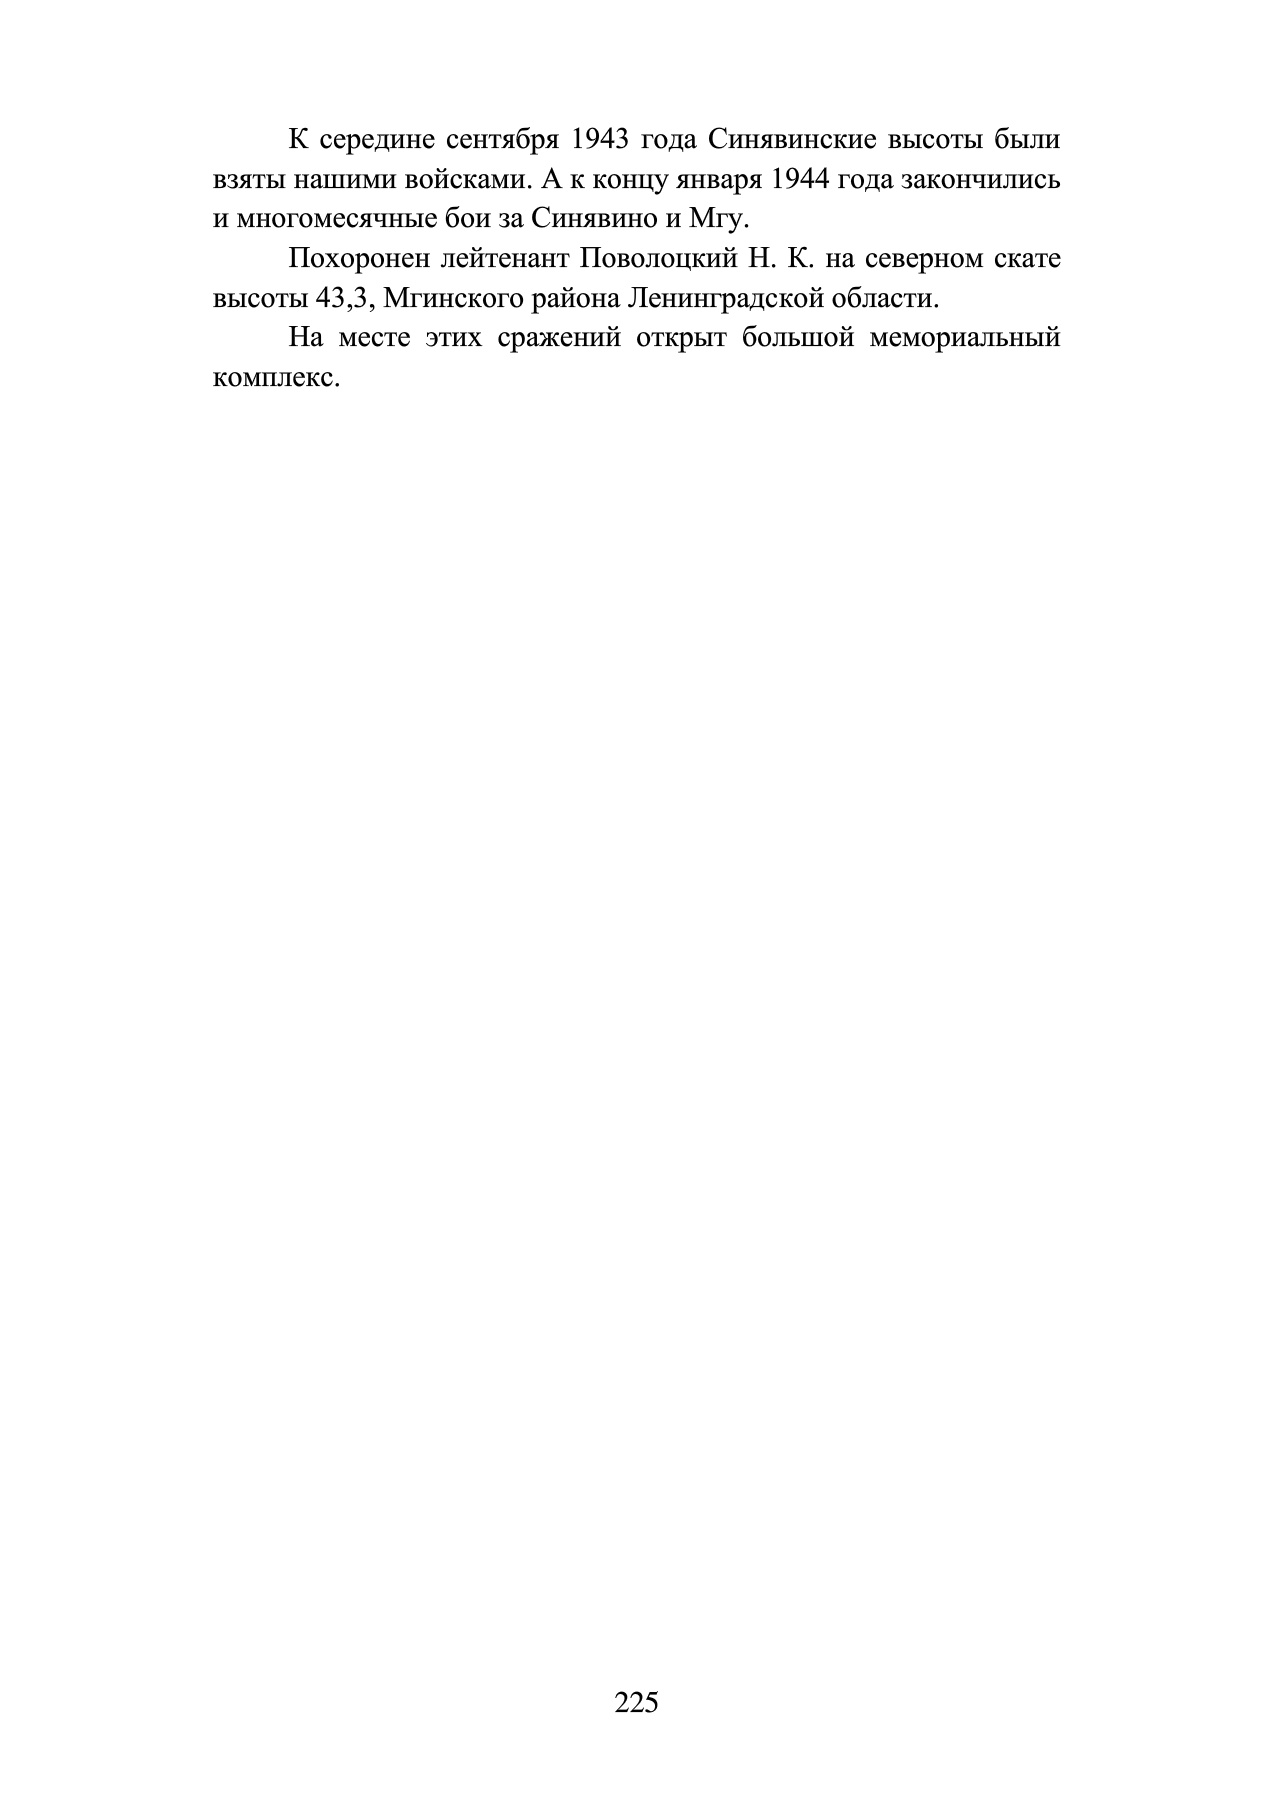 К середине сентября 1943 года Синявинские высоты были
взяты нашими войсками. А к концу января 1944 года закончились
и многомесячные бои за Синявино и Мгу.
Похоронен лейтенант Поволоцкий Н. К. на северном скате
высоты 43,3, Мгинского района Ленинградской области.
На месте этих сражений открыт большой мемориальный
комплекс.
225